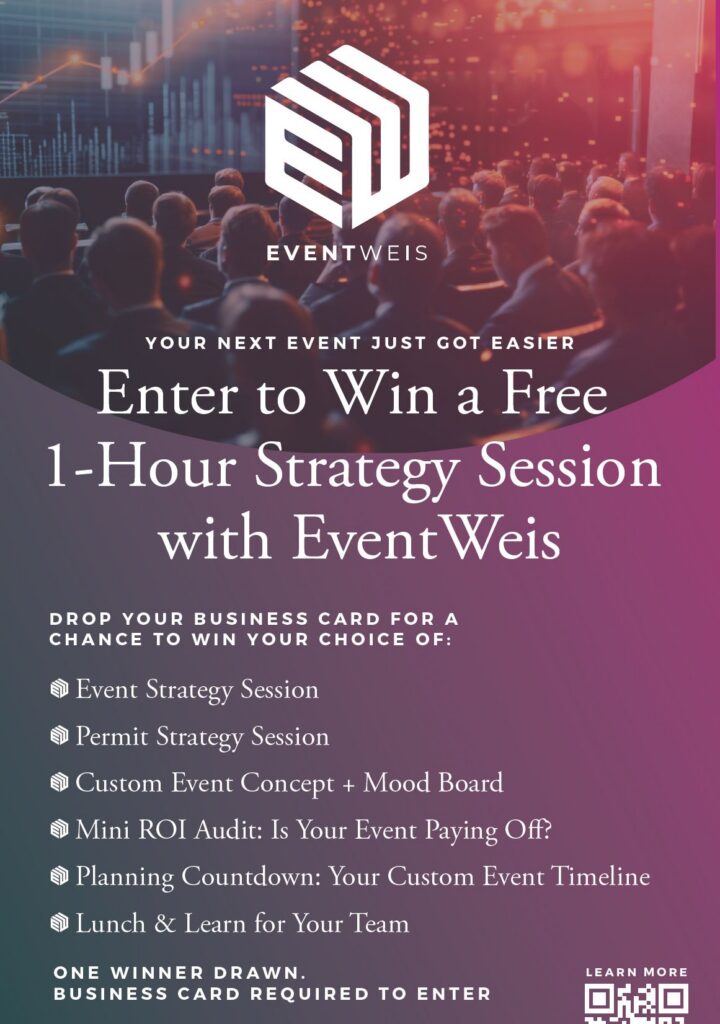 EW
EVENTWEIS
YOUR NEXT EVENT JUST GOT EASIER
Enter to Win a Free
1-Hour Strategy Session
with EventWeis
DROP YOUR BUSINESS CARD FOR A
CHANCE TO WIN YOUR CHOICE OF:
Event Strategy Session
Permit Strategy Session
Custom Event Concept + Mood Board
Mini ROI Audit: Is Your Event Paying Off?
Planning Countdown: Your Custom Event Timeline
Lunch & Learn for Your Team
ONE WINNER DRAWN.
BUSINESS CARD REQUIRED TO ENTER
LEARN MORE